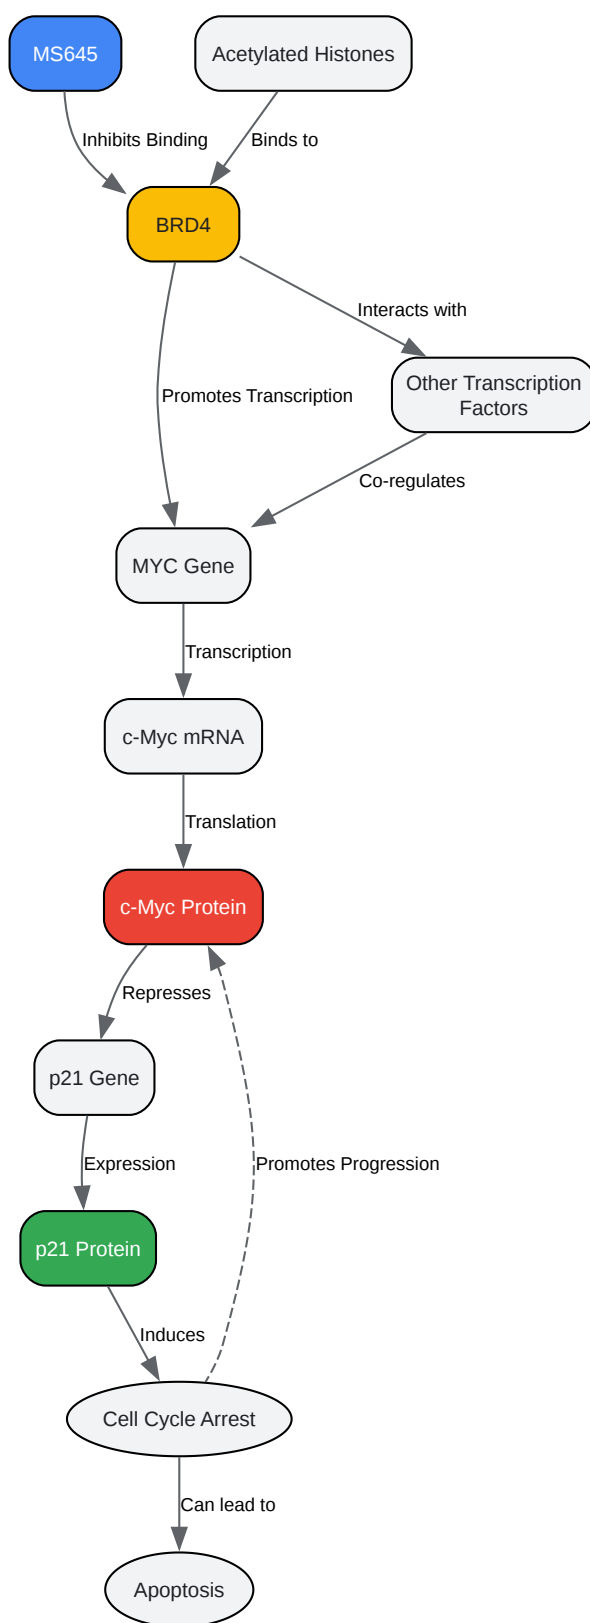 MS645
Acetylated Histones
Inhibits Binding
Binds to
BRD4
Interacts with
Other Transcription
Factors
Promotes Transcription
Co-regulates
MYC Gene
Transcription
c-Myc mRNA
Translation
c-Myc Protein
Represses
p21 Gene
Expression
Promotes Progression
p21 Protein
Induces
Cell Cycle Arrest
Can lead to
Apoptosis